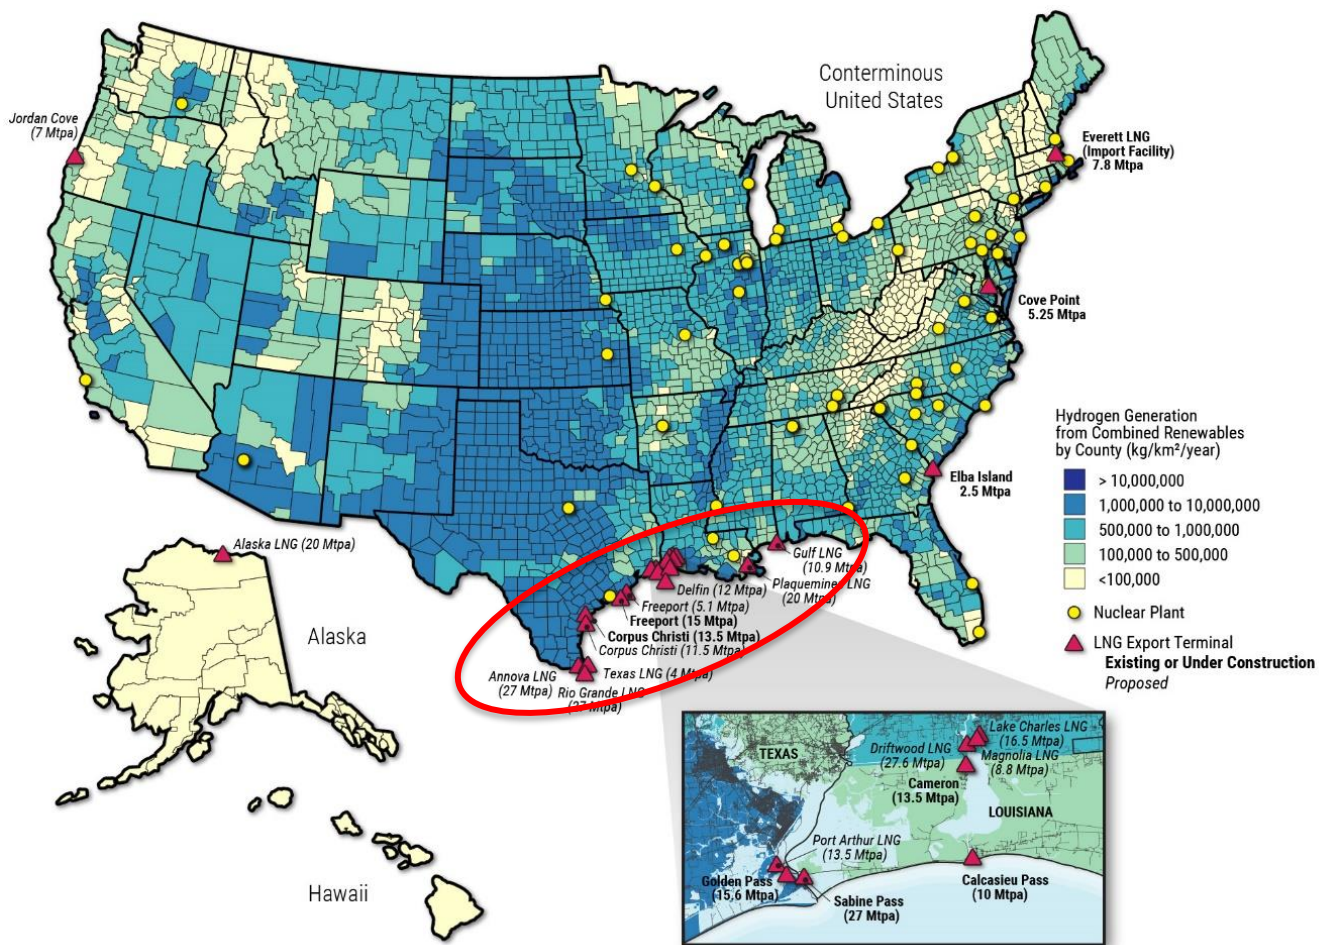 Conterminous
United States
Jordan Cove
(7 Mtpa)
Everett LNG
(Import Facility)
7.8 Mtpa
Cove Point
5.25 Mtpa
Elba Island
2.5 Mtpa
Hydrogen Generation
from Combined Renewables
by County (kg/km²/year)
> 10,000,000
1,000,000 to 10,000,000
500,000 to 1,000,000
100,000 to 500,000
<100,000
Nuclear Plant
LNG Export Terminal
Existing or Under Construction
Proposed
Alaska LNG (20 Mtpa)
Alaska
Hawaii
Gulf LNG
(10.9 Mtpa)
Plaquemines LNG
(20 Mtpa)
Delfin (12 Mtpa)
Freeport (5.1 Mtpa)
Freeport (15 Mtpa)
Corpus Christi (13.5 Mtpa)
Corpus Christi (11.5 Mtpa)
Annova LNG
(27 Mtpa)
Texas LNG (4 Mtpa)
Rio Grande LNG
(27 Mtpa)
TEXAS
LOUISIANA
Lake Charles LNG
(16.5 Mtpa)
Driftwood LNG
(27.6 Mtpa)
Magnolia LNG
(8.8 Mtpa)
Cameron
(13.5 Mtpa)
Port Arthur LNG
(13.5 Mtpa)
Golden Pass
(15.6 Mtpa)
Sabine Pass
(27 Mtpa)
Calcasieu Pass
(10 Mtpa)